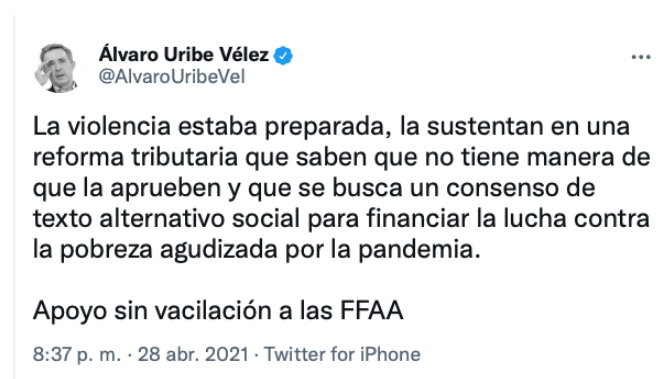 Álvaro Uribe Vélez
@AlvaroUribeVel
La violencia estaba preparada, la sustentan en una
reforma tributaria que saben que no tiene manera de
que la aprueben y que se busca un consenso de
texto alternativo social para financiar la lucha contra
la pobreza agudizada por la pandemia.
Apoyo sin vacilación a las FFAA
8:37 p. m. · 28 abr. 2021 · Twitter for iPhone